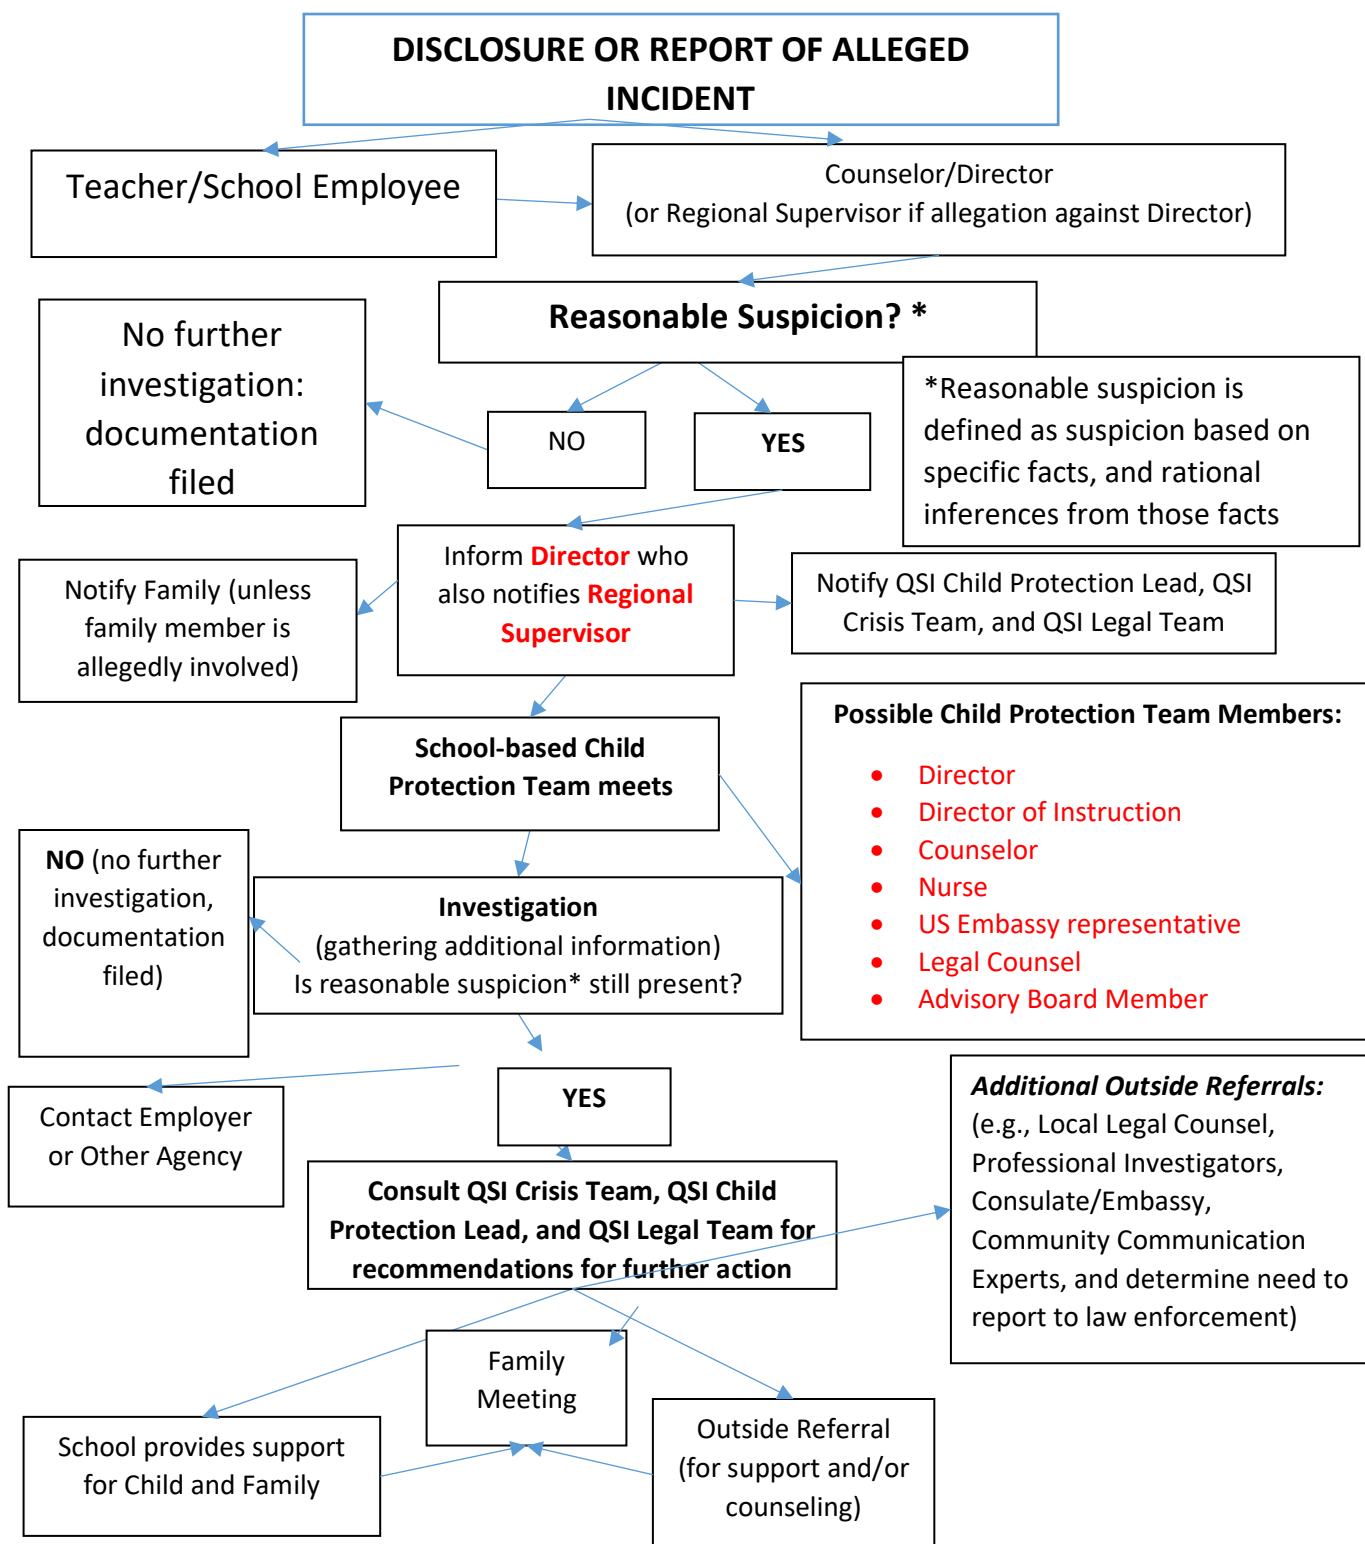 DISCLOSURE OR REPORT OF ALLEGED
INCIDENT
Teacher/School Employee
Counselor/Director
(or Regional Supervisor if allegation against Director)
Reasonable Suspicion? *
No further
investigation:
documentation
filed
NO
YES
*Reasonable suspicion is
defined as suspicion based on
specific facts, and rational
inferences from those facts
Inform Director who
also notifies Regional
Supervisor
Notify Family (unless
family member is
allegedly involved)
Notify QSI Child Protection Lead, QSI
Crisis Team, and QSI Legal Team
School-based Child
Protection Team meets
Possible Child Protection Team Members:
• Director
• Director of Instruction
• Counselor
• Nurse
• US Embassy representative
• Legal Counsel
• Advisory Board Member
NO (no further
investigation,
documentation
filed)
Investigation
(gathering additional information)
Is reasonable suspicion* still present?
YES
Contact Employer
or Other Agency
Additional Outside Referrals:
(e.g., Local Legal Counsel,
Professional Investigators,
Consulate/Embassy,
Community Communication
Experts, and determine need to
report to law enforcement)
Consult QSI Crisis Team, QSI Child
Protection Lead, and QSI Legal Team for
recommendations for further action
Family
Meeting
School provides support
for Child and Family
Outside Referral
(for support and/or
counseling)